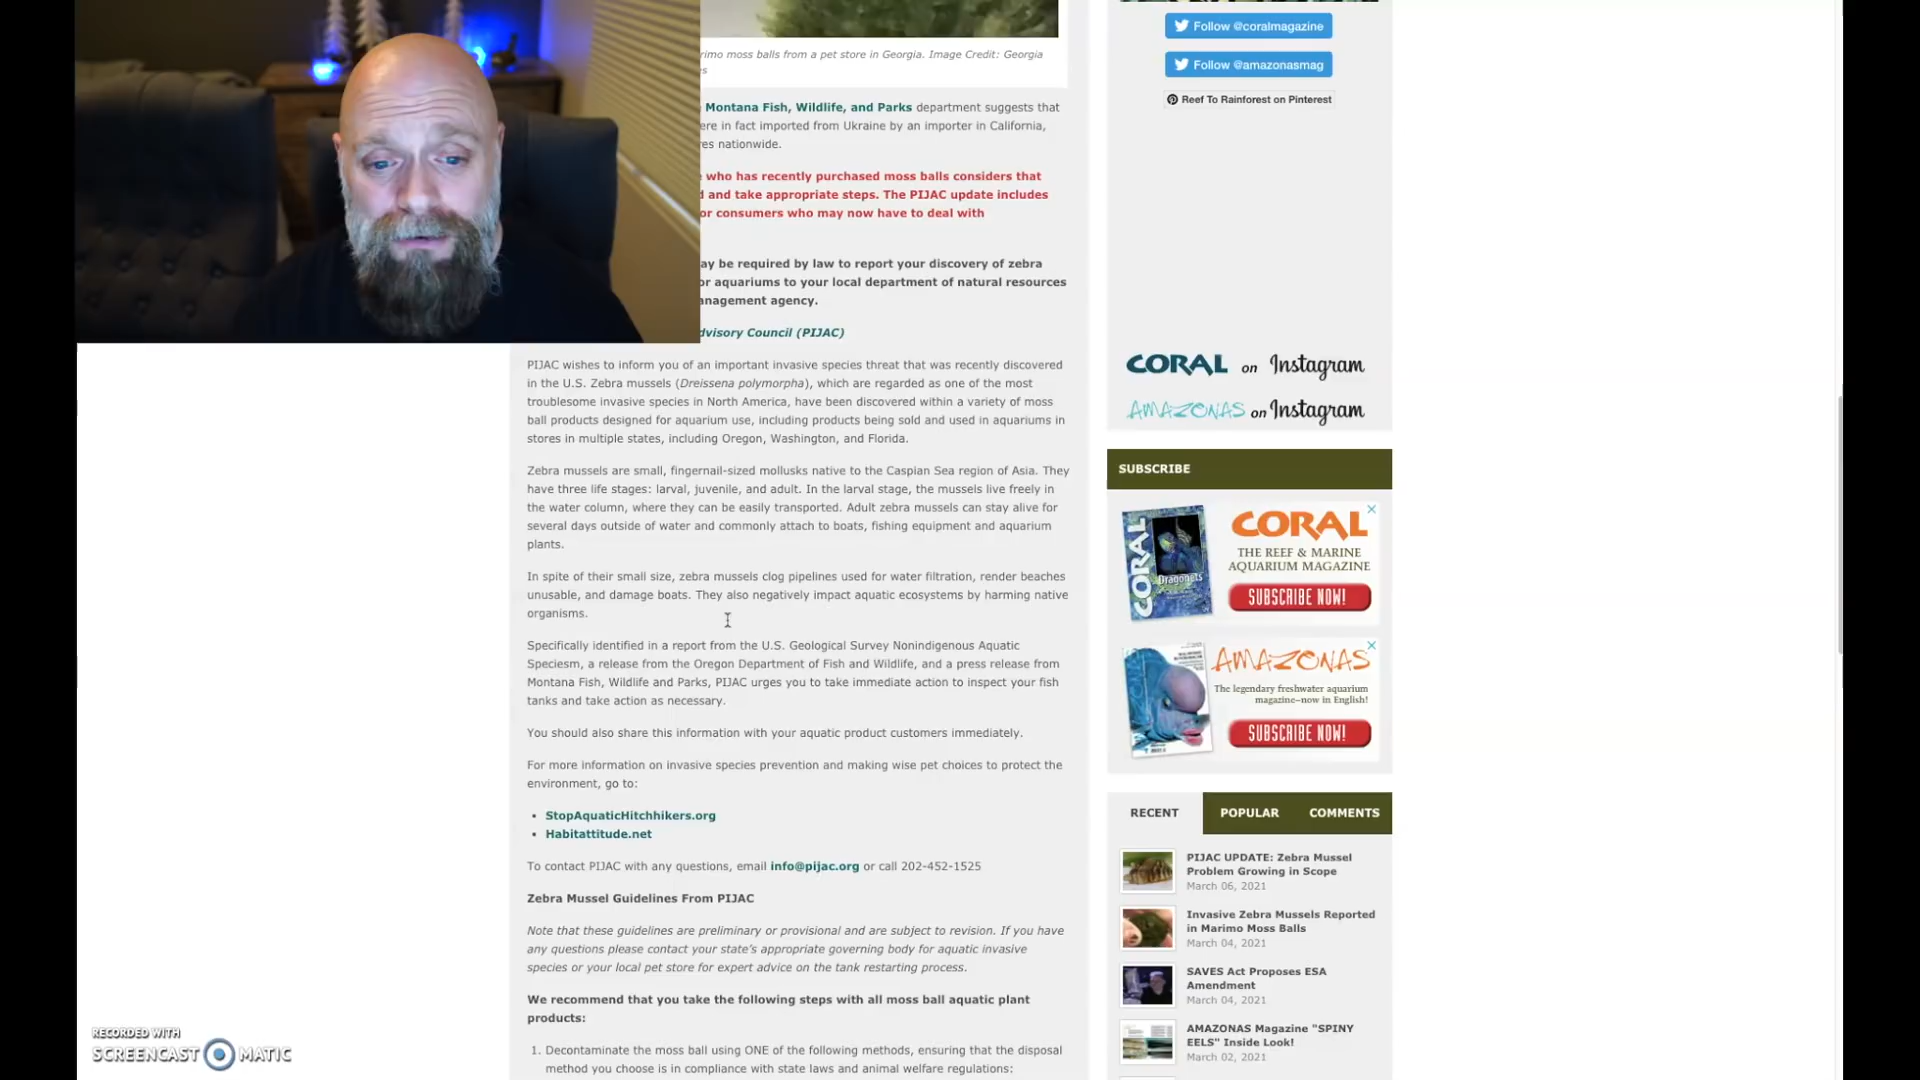 rimo moss balls from a pet store in Georgia. Image Credit: Georgia
s
Montana Fish, Wildlife, and Parks department suggests that
ere in fact imported from Ukraine by an importer in California,
res nationwide.
who has recently purchased moss balls considers that
d and take appropriate steps. The PIJAC update includes
or consumers who may now have to deal with
ay be required by law to report your discovery of zebra
or aquariums to your local department of natural resources
anagement agency.
dvisory Council (PIJAC)
PIJAC wishes to inform you of an important invasive species threat that was recently discovered
in the U.S. Zebra mussels (Dreissena polymorpha), which are regarded as one of the most
troublesome invasive species in North America, have been discovered within a variety of moss
ball products designed for aquarium use, including products being sold and used in aquariums in
stores in multiple states, including Oregon, Washington, and Florida.
Zebra mussels are small, fingernail-sized mollusks native to the Caspian Sea region of Asia. They
have three life stages: larval, juvenile, and adult. In the larval stage, the mussels live freely in
the water column, where they can be easily transported. Adult zebra mussels can stay alive for
several days outside of water and commonly attach to boats, fishing equipment and aquarium
plants.
In spite of their small size, zebra mussels clog pipelines used for water filtration, render beaches
unusable, and damage boats. They also negatively impact aquatic ecosystems by harming native
organisms.
Specifically identified in a report from the U.S. Geological Survey Nonindigenous Aquatic
Speciesm, a release from the Oregon Department of Fish and Wildlife, and a press release from
Montana Fish, Wildlife and Parks, PIJAC urges you to take immediate action to inspect your fish
tanks and take action as necessary.
You should also share this information with your aquatic product customers immediately.
For more information on invasive species prevention and making wise pet choices to protect the
environment, go to:
• StopAquaticHitchhikers.org
• Habitattitude.net
To contact PIJAC with any questions, email info@pijac.org or call 202-452-1525
Zebra Mussel Guidelines From PIJAC
Note that these guidelines are preliminary or provisional and are subject to revision. If you have
any questions please contact your state's appropriate governing body for aquatic invasive
species or your local pet store for expert advice on the tank restarting process.
We recommend that you take the following steps with all moss ball aquatic plant
products:
1. Decontaminate the moss ball using ONE of the following methods, ensuring that the disposal
method you choose is in compliance with state laws and animal welfare regulations:
Follow @coralmagazine
Follow @amazonasmag
Reef To Rainforest on Pinterest
CORAL on Instagram
AMAZONAS on Instagram
SUBSCRIBE
CORAL
Dragonets
CORAL
THE REEF & MARINE
AQUARIUM MAGAZINE
SUBSCRIBE NOW!
AMAZONAS
The legendary freshwater aquarium
magazine–now in English!
SUBSCRIBE NOW!
RECENT
POPULAR
COMMENTS
PIJAC UPDATE: Zebra Mussel
Problem Growing in Scope
March 06, 2021
Invasive Zebra Mussels Reported
in Marimo Moss Balls
March 04, 2021
SAVES Act Proposes ESA
Amendment
March 04, 2021
AMAZONAS Magazine "SPINY
EELS" Inside Look!
March 02, 2021
RECORDED WITH
SCREENCAST MATIC